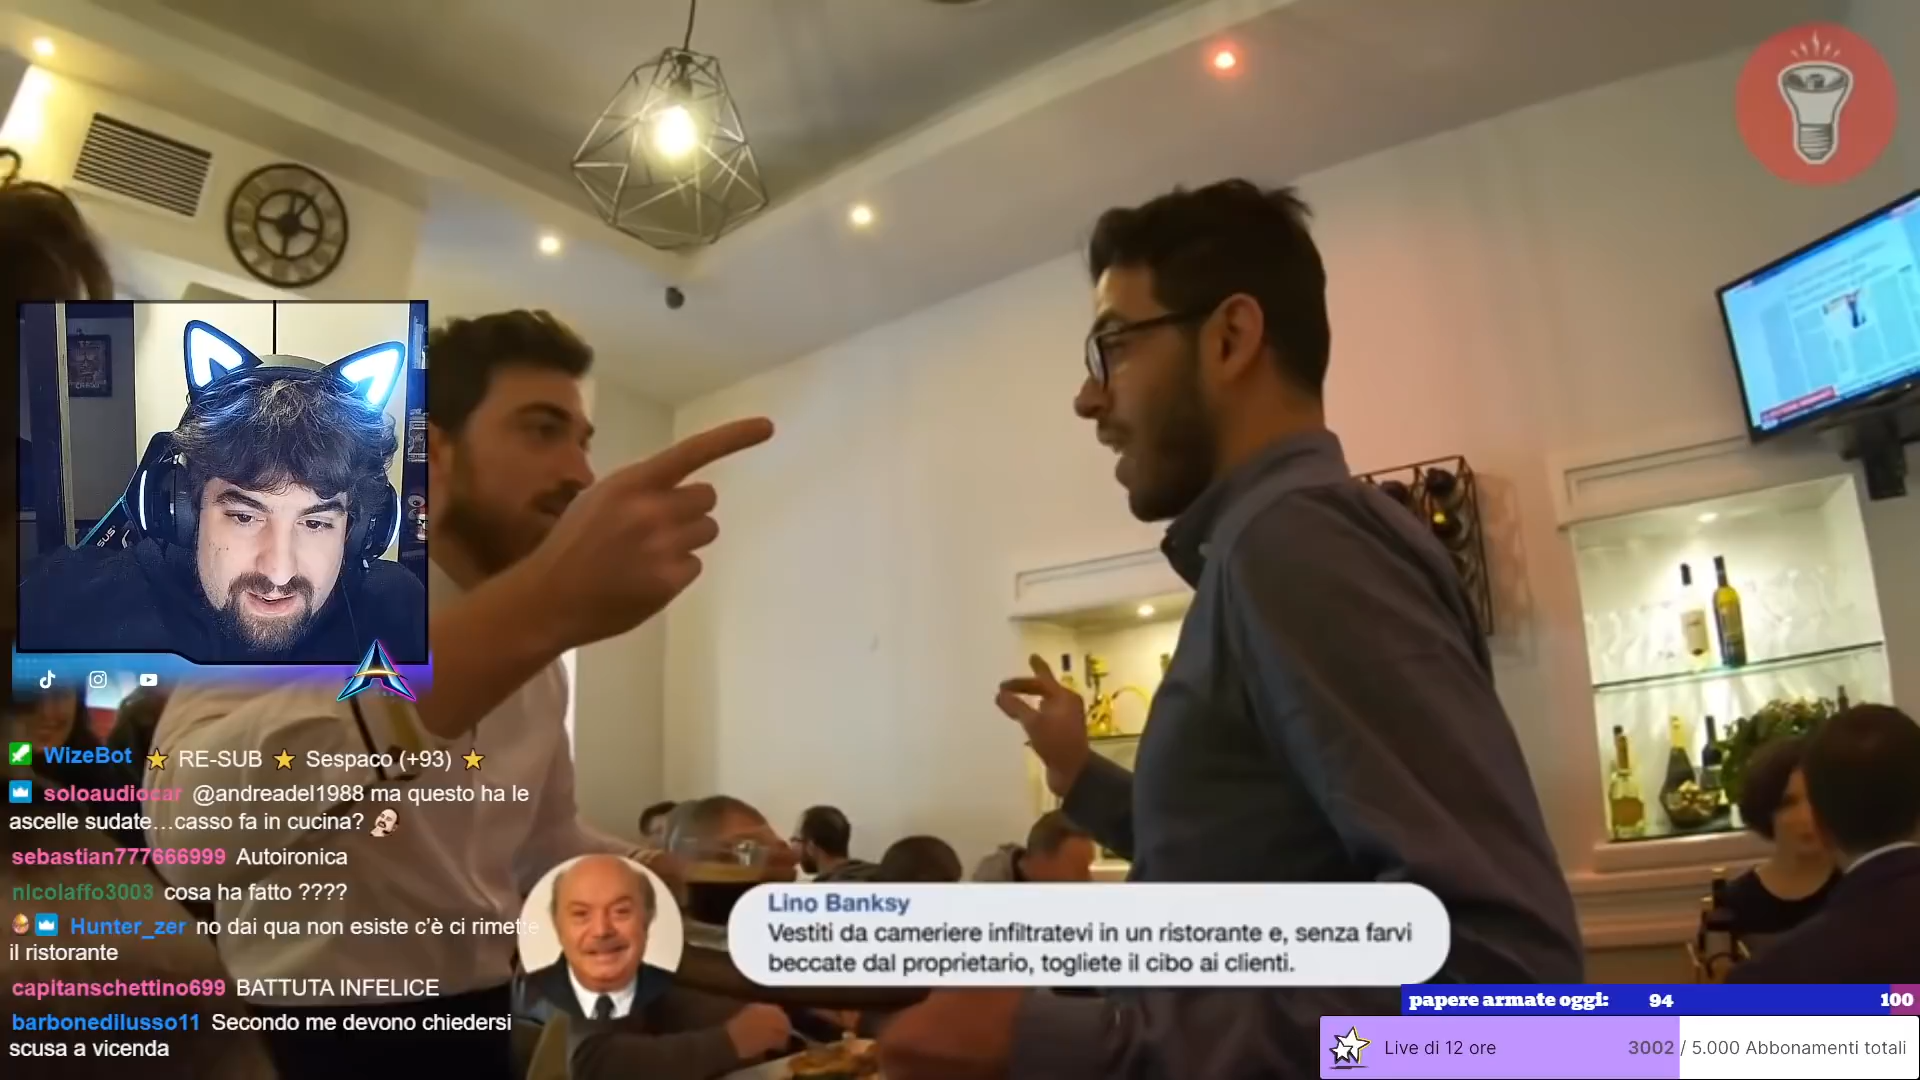 WizeBot ⭐ RE-SUB ⭐ Sespaco (+93) ⭐
soloaudiocar @andreadel1988 ma questo ha le
ascelle sudate...casso fa in cucina?
sebastian777666999 Autoironica
nicolaffo3003 cosa ha fatto ????
Hunter_zer no dai qua non esiste c'è ci rimette
il ristorante
capitanschettino699 BATTUTA INFELICE
barbonedilusso11 Secondo me devono chiedersi
scusa a vicenda
Lino Banksy
Vestiti da cameriere infiltratevi in un ristorante e, senza farvi
beccate dal proprietario, togliete il cibo ai clienti.
papere armate oggi: 94 100
Live di 12 ore 3002 / 5.000 Abbonamenti totali